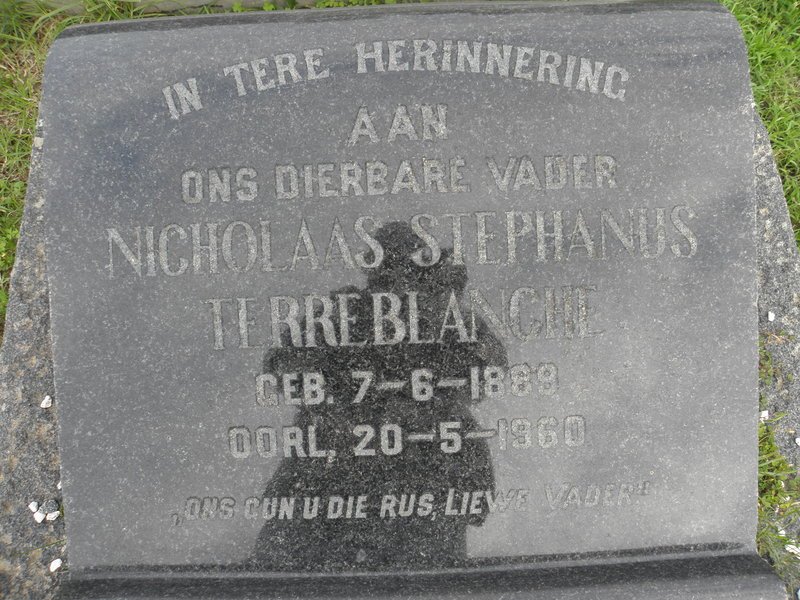 IN TERE HERINNERING
AAN
ONS DIERBARE VADER
NICHOLAAS STEPHANUS
TERREBLANCHE
GEB. 7-6-1889
OORL. 20-5-1960
„ONS GUN U DIE RUS, LIEWE VADER"